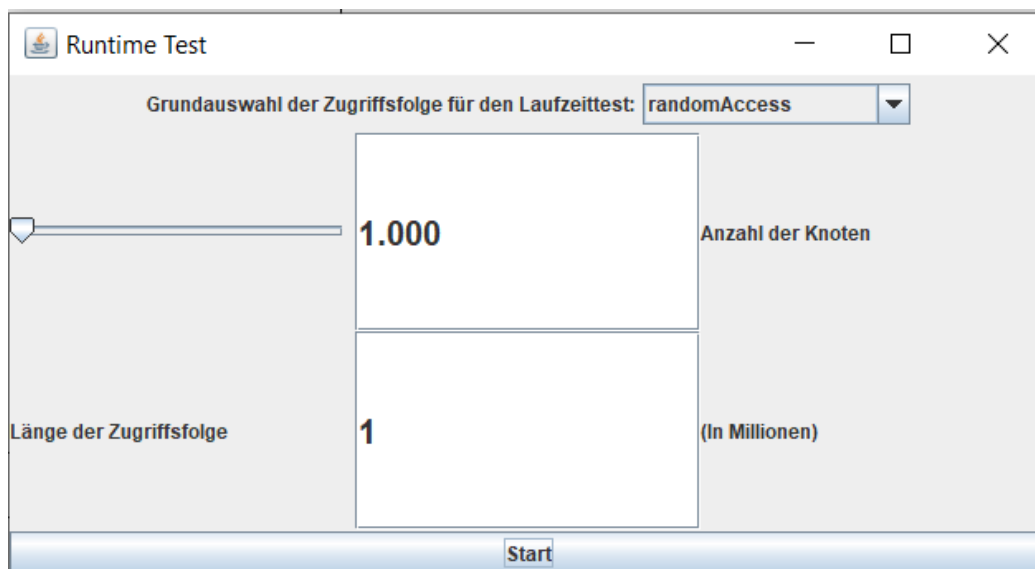 Runtime Test
Grundauswahl der Zugriffsfolge für den Laufzeittest: randomAccess
1.000 Anzahl der Knoten
Länge der Zugriffsfolge 1 (In Millionen)
Start